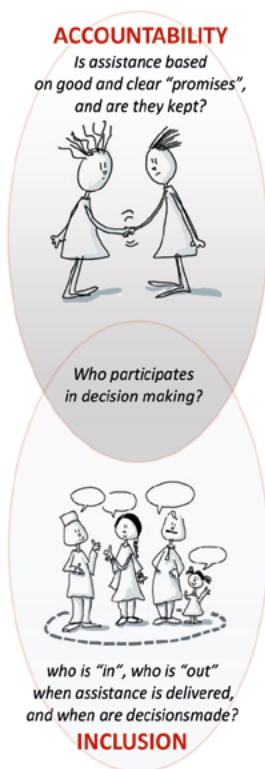 ACCOUNTABILITY
Is assistance based
on good and clear “promises”,
and are they kept?
Who participates
in decision making?
who is “in”, who is “out”
when assistance is delivered,
and when are decisionsmade?
INCLUSION